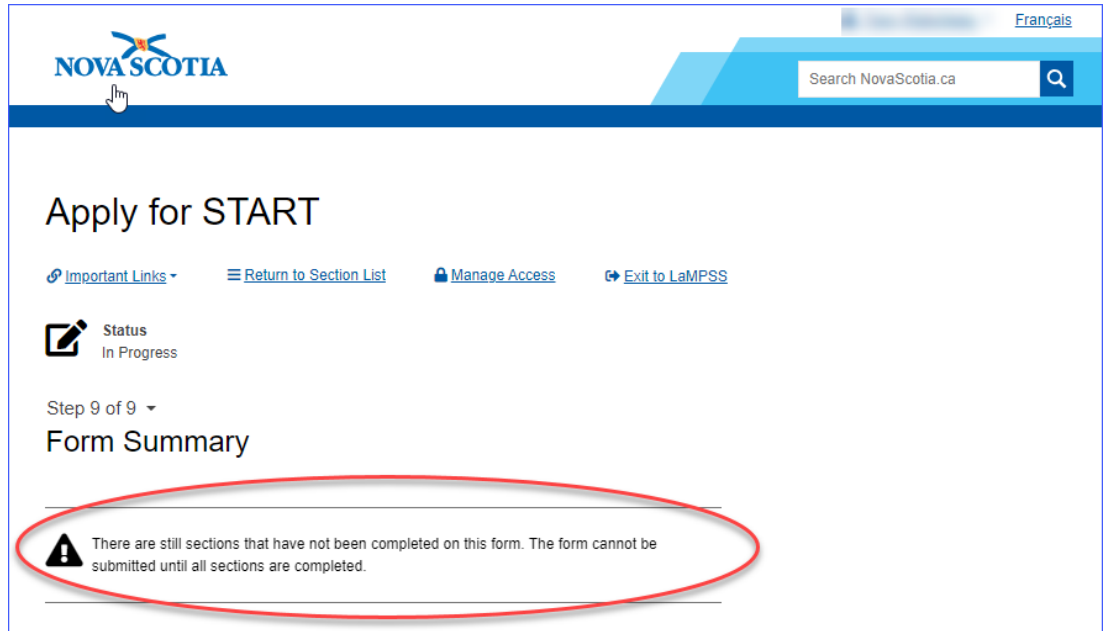 Français
NOVA SCOTIA
Search NovaScotia.ca
Apply for START
Important Links Return to Section List Manage Access Exit to LaMPSS
Status
In Progress
Step 9 of 9
Form Summary
There are still sections that have not been completed on this form. The form cannot be
submitted until all sections are completed.